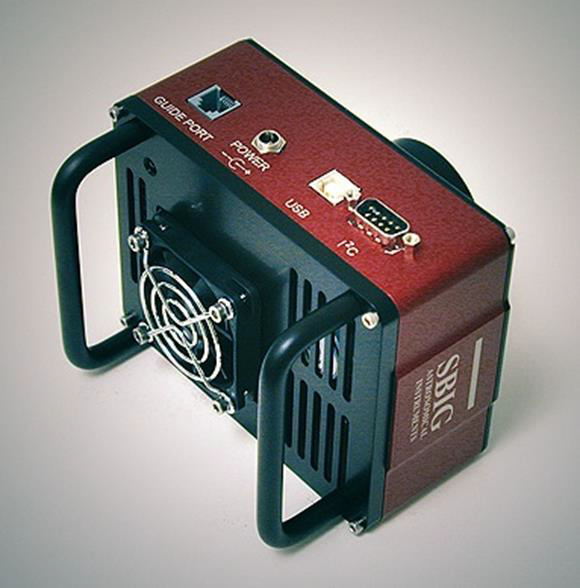 GUIDE PORT
POWER
USB
I²C
SBIG
ASTRONOMICAL
INSTRUMENTS